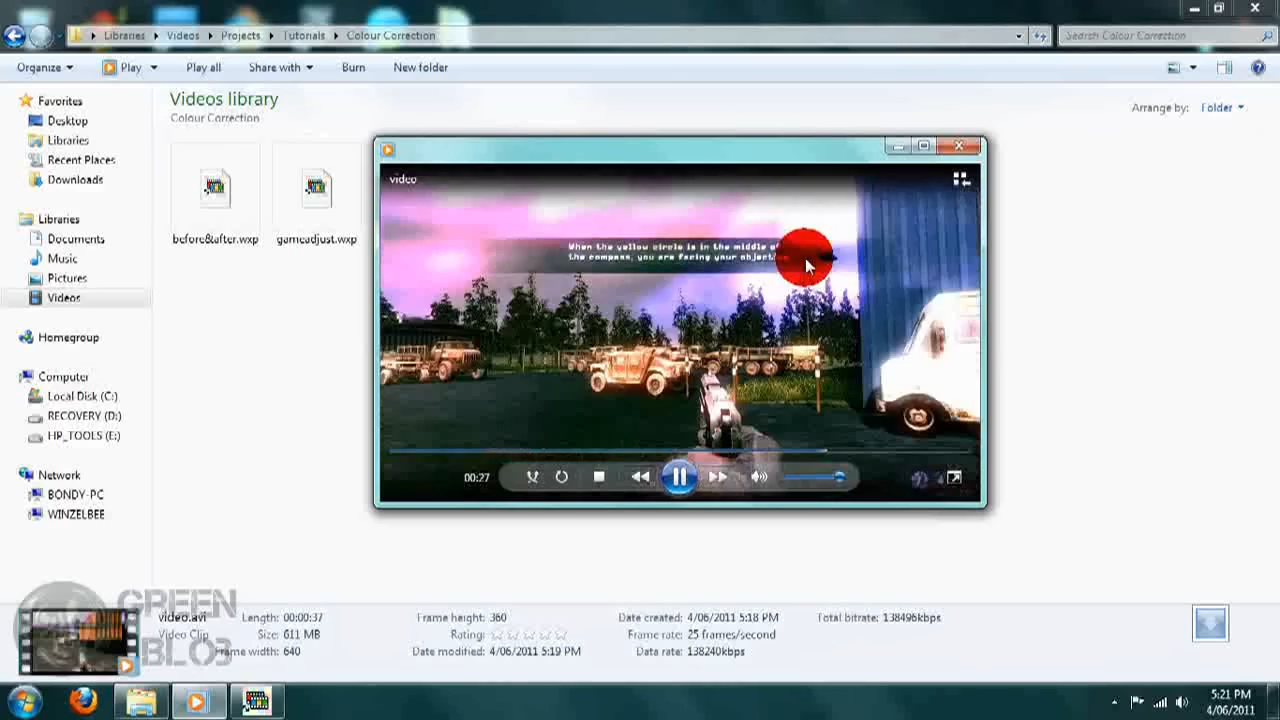 Libraries Videos Projects Tutorials Colour Correction
Search Colour Correction
Organize Play Play all Share with Burn New folder
Videos library
Colour Correction
Arrange by: Folder
Favorites
Desktop
Libraries
Recent Places
Downloads
Libraries
Documents
Music
Pictures
Videos
Homegroup
Computer
Local Disk (C:)
RECOVERY (D:)
HP_TOOLS (E:)
Network
BONDY-PC
WINZELBEE
before&after.wxp
gameadjust.wxp
video
When the yellow circle is in the middle
the compass, you are facing your
00:27
GREEN
BLOG
video.avi
Video Clip
Length: 00:00:37
Size: 611 MB
Frame width: 640
Frame height: 360
Rating:
Date modified: 4/06/2011 5:19 PM
Date created: 4/06/2011 5:18 PM
Frame rate: 25 frames/second
Data rate: 138240kbps
Total bitrate: 138496kbps
5:21 PM
4/06/2011